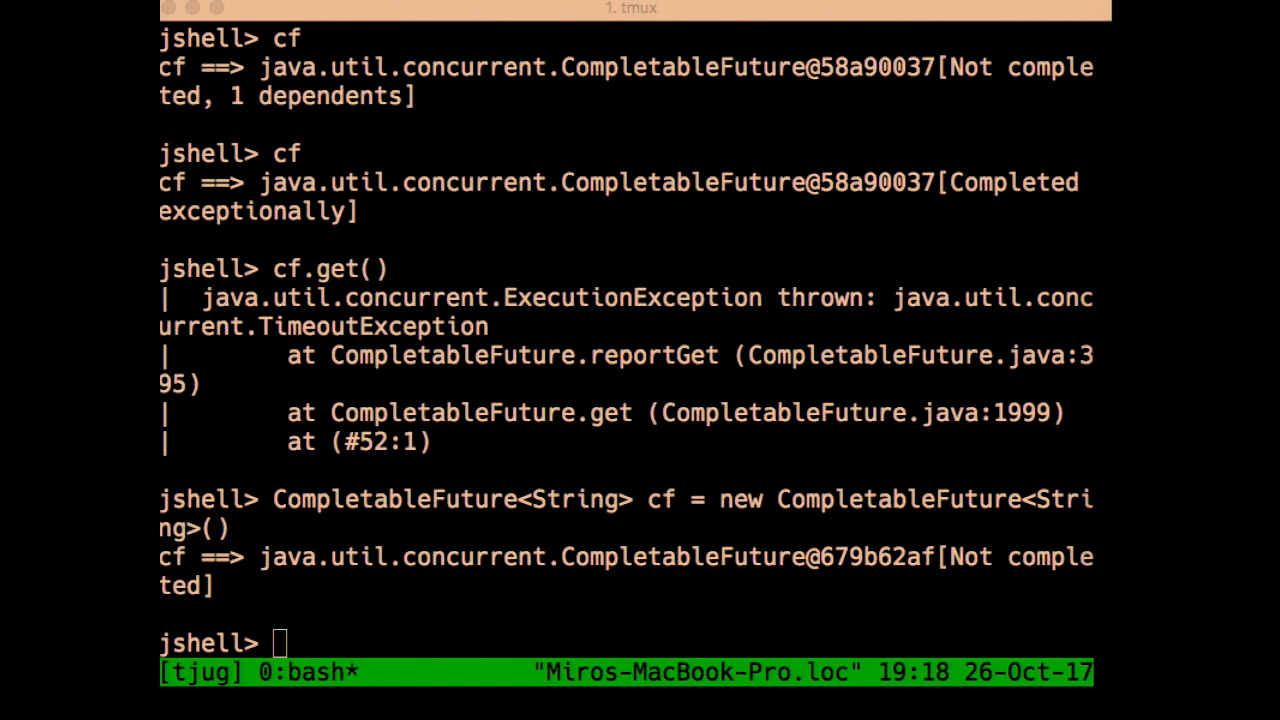 1. tmux
jshell> cf
cf ==> java.util.concurrent.CompletableFuture@58a90037[Not comple
ted, 1 dependents]
jshell> cf
cf ==> java.util.concurrent.CompletableFuture@58a90037[Completed
exceptionally]
jshell> cf.get()
|  java.util.concurrent.ExecutionException thrown: java.util.conc
urrent.TimeoutException
|        at CompletableFuture.reportGet (CompletableFuture.java:3
95)
|        at CompletableFuture.get (CompletableFuture.java:1999)
|        at (#52:1)
jshell> CompletableFuture<String> cf = new CompletableFuture<Stri
ng>()
cf ==> java.util.concurrent.CompletableFuture@679b62af[Not comple
ted]
jshell>
[tjug] 0:bash* "Miros-MacBook-Pro.loc" 19:18 26-Oct-17